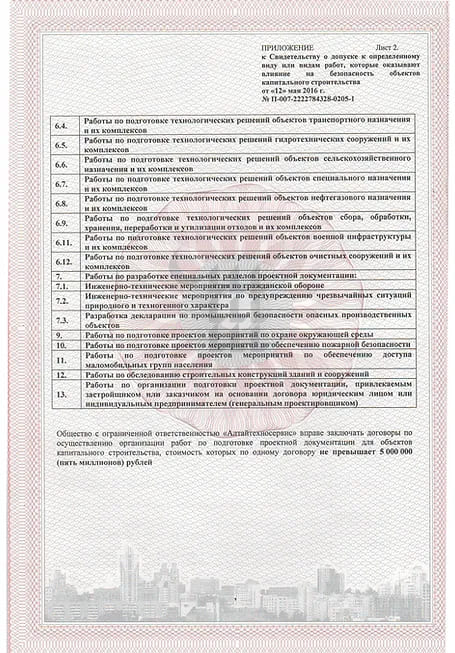 ПРИЛОЖЕНИЕ Лист 2.
к Свидетельству о допуске к определенному
виду или видам работ, которые оказывают
влияние на безопасность объектов
капитального строительства
от «12» мая 2016 г.
№ П-007-2222784328-0205-1
6.4. Работы по подготовке технологических решений объектов транспортного назначения
и их комплексов
6.5. Работы по подготовке технологических решений гидротехнических сооружений и их
комплексов
6.6. Работы по подготовке технологических решений объектов сельскохозяйственного
назначения и их комплексов
6.7. Работы по подготовке технологических решений объектов специального назначения
и их комплексов
6.8. Работы по подготовке технологических решений объектов нефтегазового назначения
и их комплексов
6.9. Работы по подготовке технологических решений объектов сбора, обработки,
хранения, переработки и утилизации отходов и их комплексов
6.11. Работы по подготовке технологических решений объектов военной инфраструктуры
и их комплексов
6.12. Работы по подготовке технологических решений объектов очистных сооружений и их
комплексов
7. Работы по разработке специальных разделов проектной документации:
7.1. Инженерно-технические мероприятия по гражданской обороне
7.2. Инженерно-технические мероприятия по предупреждению чрезвычайных ситуаций
природного и техногенного характера
7.3. Разработка декларации по промышленной безопасности опасных производственных
объектов
9. Работы по подготовке проектов мероприятий по охране окружающей среды
10. Работы по подготовке проектов мероприятий по обеспечению пожарной безопасности
11. Работы по подготовке проектов мероприятий по обеспечению доступа
маломобильных групп населения
12. Работы по обследованию строительных конструкций зданий и сооружений
13. Работы по организации подготовки проектной документации, привлекаемым
застройщиком или заказчиком на основании договора юридическим лицом или
индивидуальным предпринимателем (генеральным проектировщиком)
Общество с ограниченной ответственностью «Алтайтехносервис» вправе заключать договоры по
осуществлению организации работ по подготовке проектной документации для объектов
капитального строительства, стоимость которых по одному договору не превышает 5 000 000
(пять миллионов) рублей